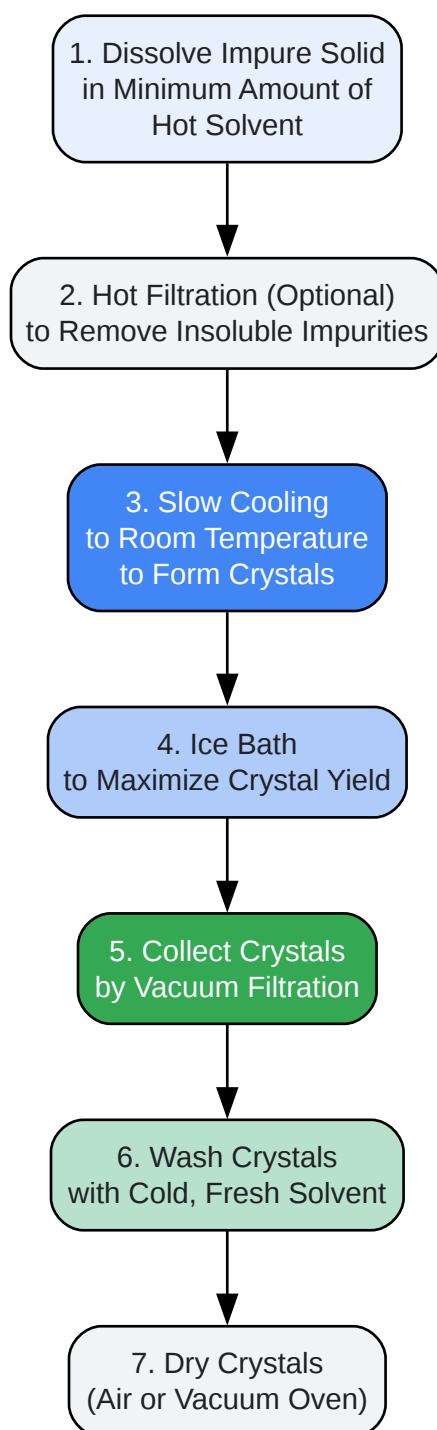 1. Dissolve Impure Solid
in Minimum Amount of
Hot Solvent
2. Hot Filtration (Optional)
to Remove Insoluble Impurities
3. Slow Cooling
to Room Temperature
to Form Crystals
4. Ice Bath
to Maximize Crystal Yield
5. Collect Crystals
by Vacuum Filtration
6. Wash Crystals
with Cold, Fresh Solvent
7. Dry Crystals
(Air or Vacuum Oven)